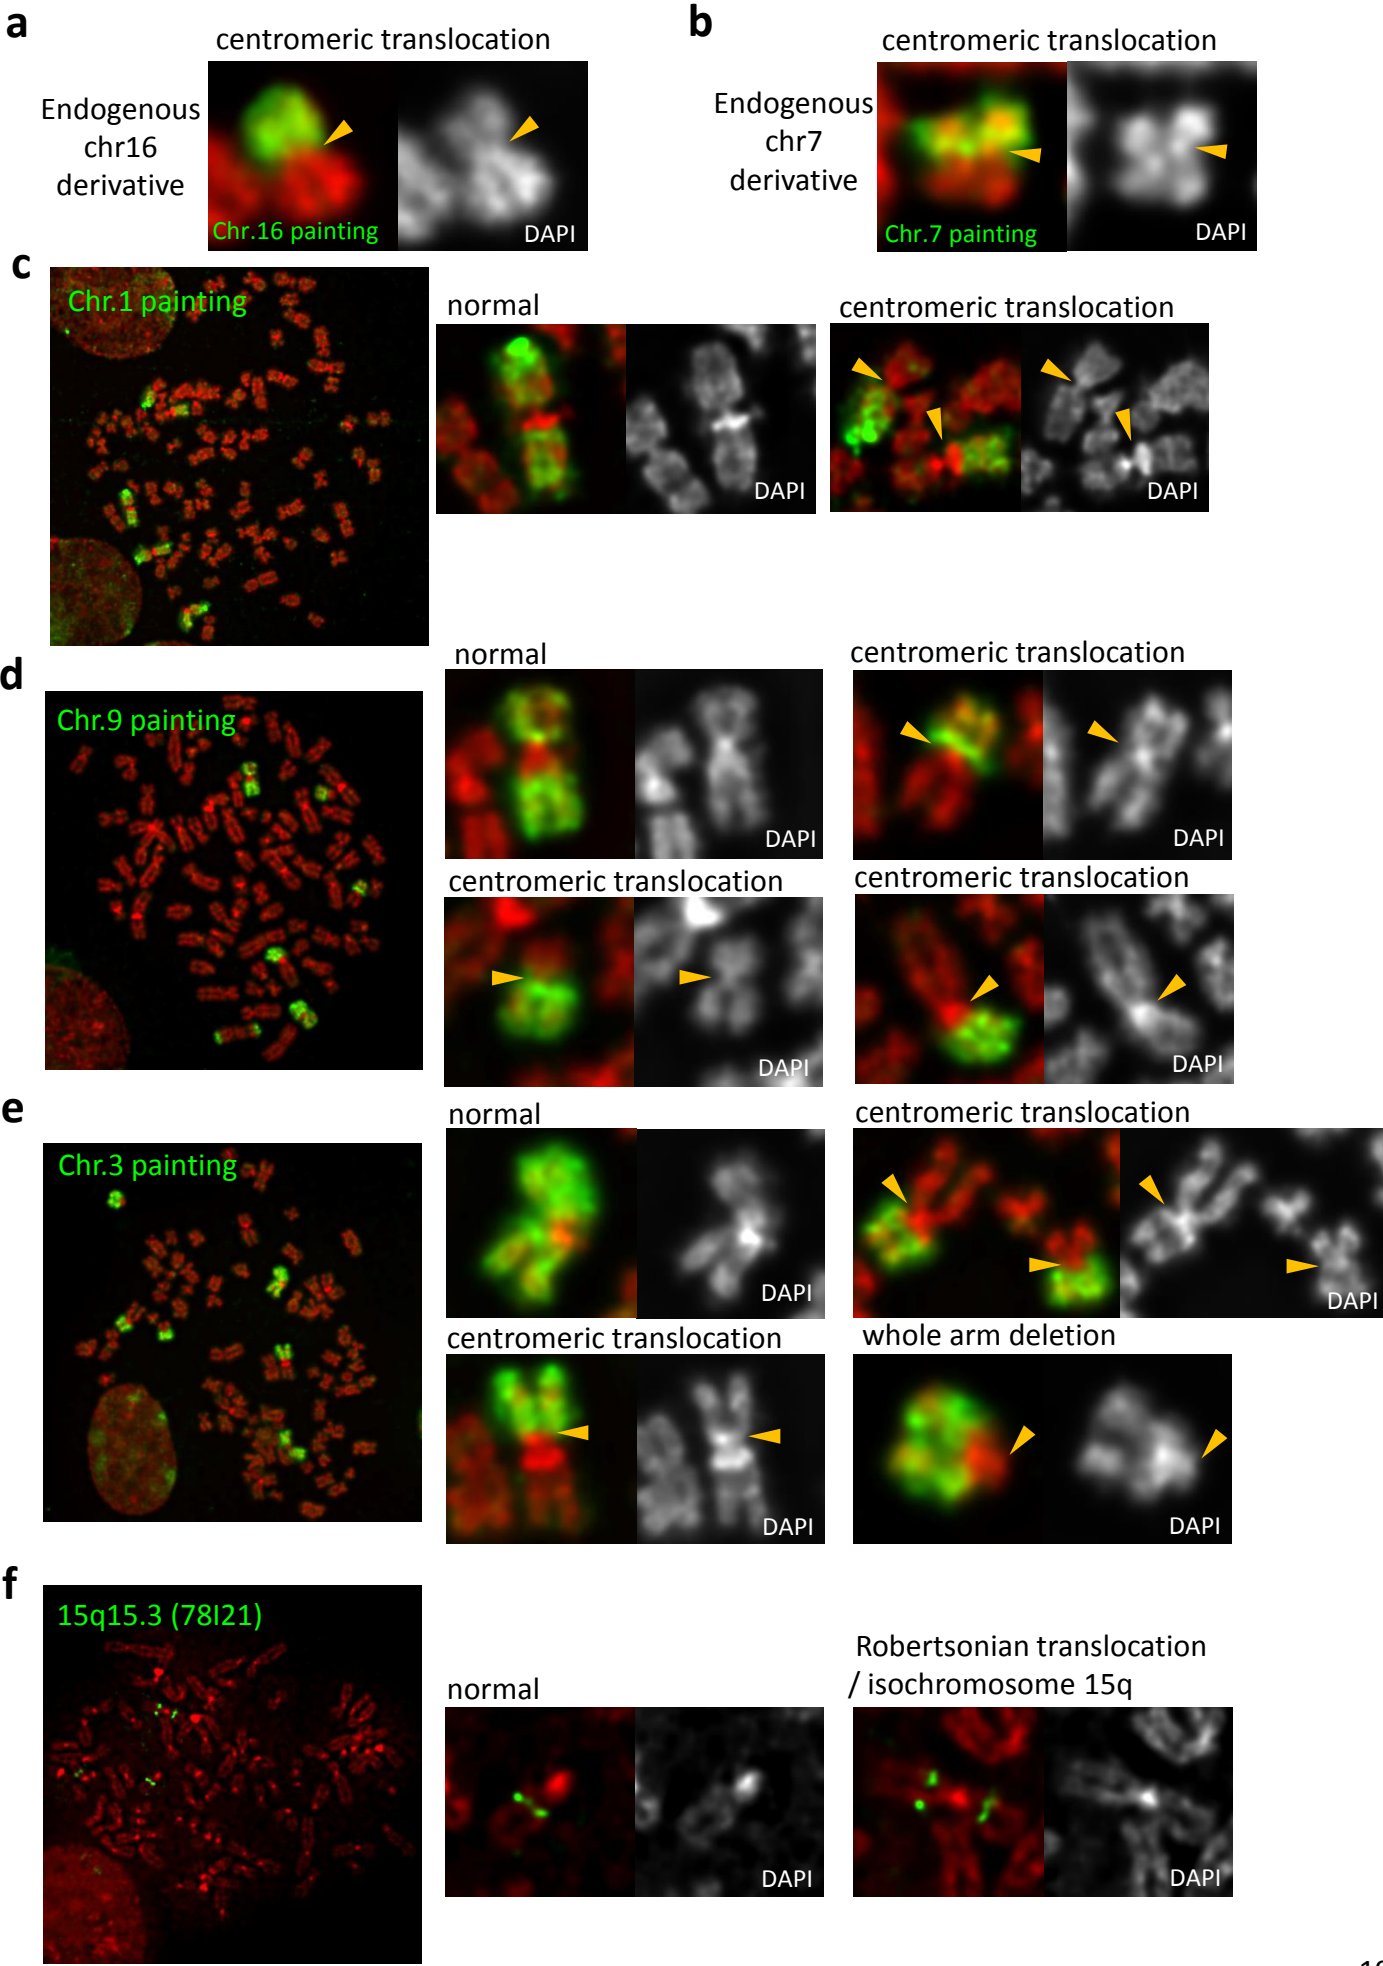 a
centromeric translocation
Endogenous
chr16
derivative
Chr.16 painting
DAPI
b
centromeric translocation
Endogenous
chr7
derivative
Chr.7 painting
DAPI
c
Chr.1 painting
normal
DAPI
centromeric translocation
DAPI
d
Chr.9 painting
normal
DAPI
centromeric translocation
DAPI
centromeric translocation
DAPI
centromeric translocation
DAPI
e
Chr.3 painting
normal
DAPI
centromeric translocation
DAPI
centromeric translocation
DAPI
whole arm deletion
DAPI
f
15q15.3 (78I21)
normal
DAPI
Robertsonian translocation
/ isochromosome 15q
DAPI